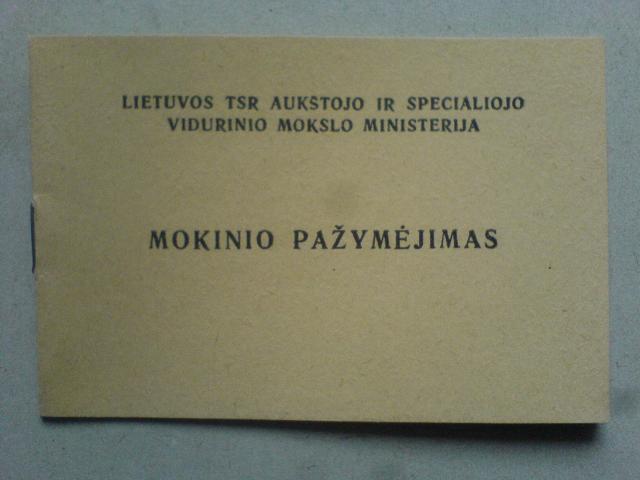 LIETUVOS TSR AUKŠTOJO IR SPECIALIOJO
VIDURINIO MOKSLO MINISTERIJA
MOKINIO PAŽYMĖJIMAS